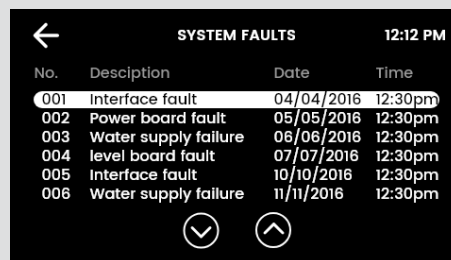 SYSTEM FAULTS 12:12 PM
No. Desciption Date Time
001 Interface fault 04/04/2016 12:30pm
002 Power board fault 05/05/2016 12:30pm
003 Water supply failure 06/06/2016 12:30pm
004 level board fault 07/07/2016 12:30pm
005 Interface fault 10/10/2016 12:30pm
006 Water supply failure 11/11/2016 12:30pm